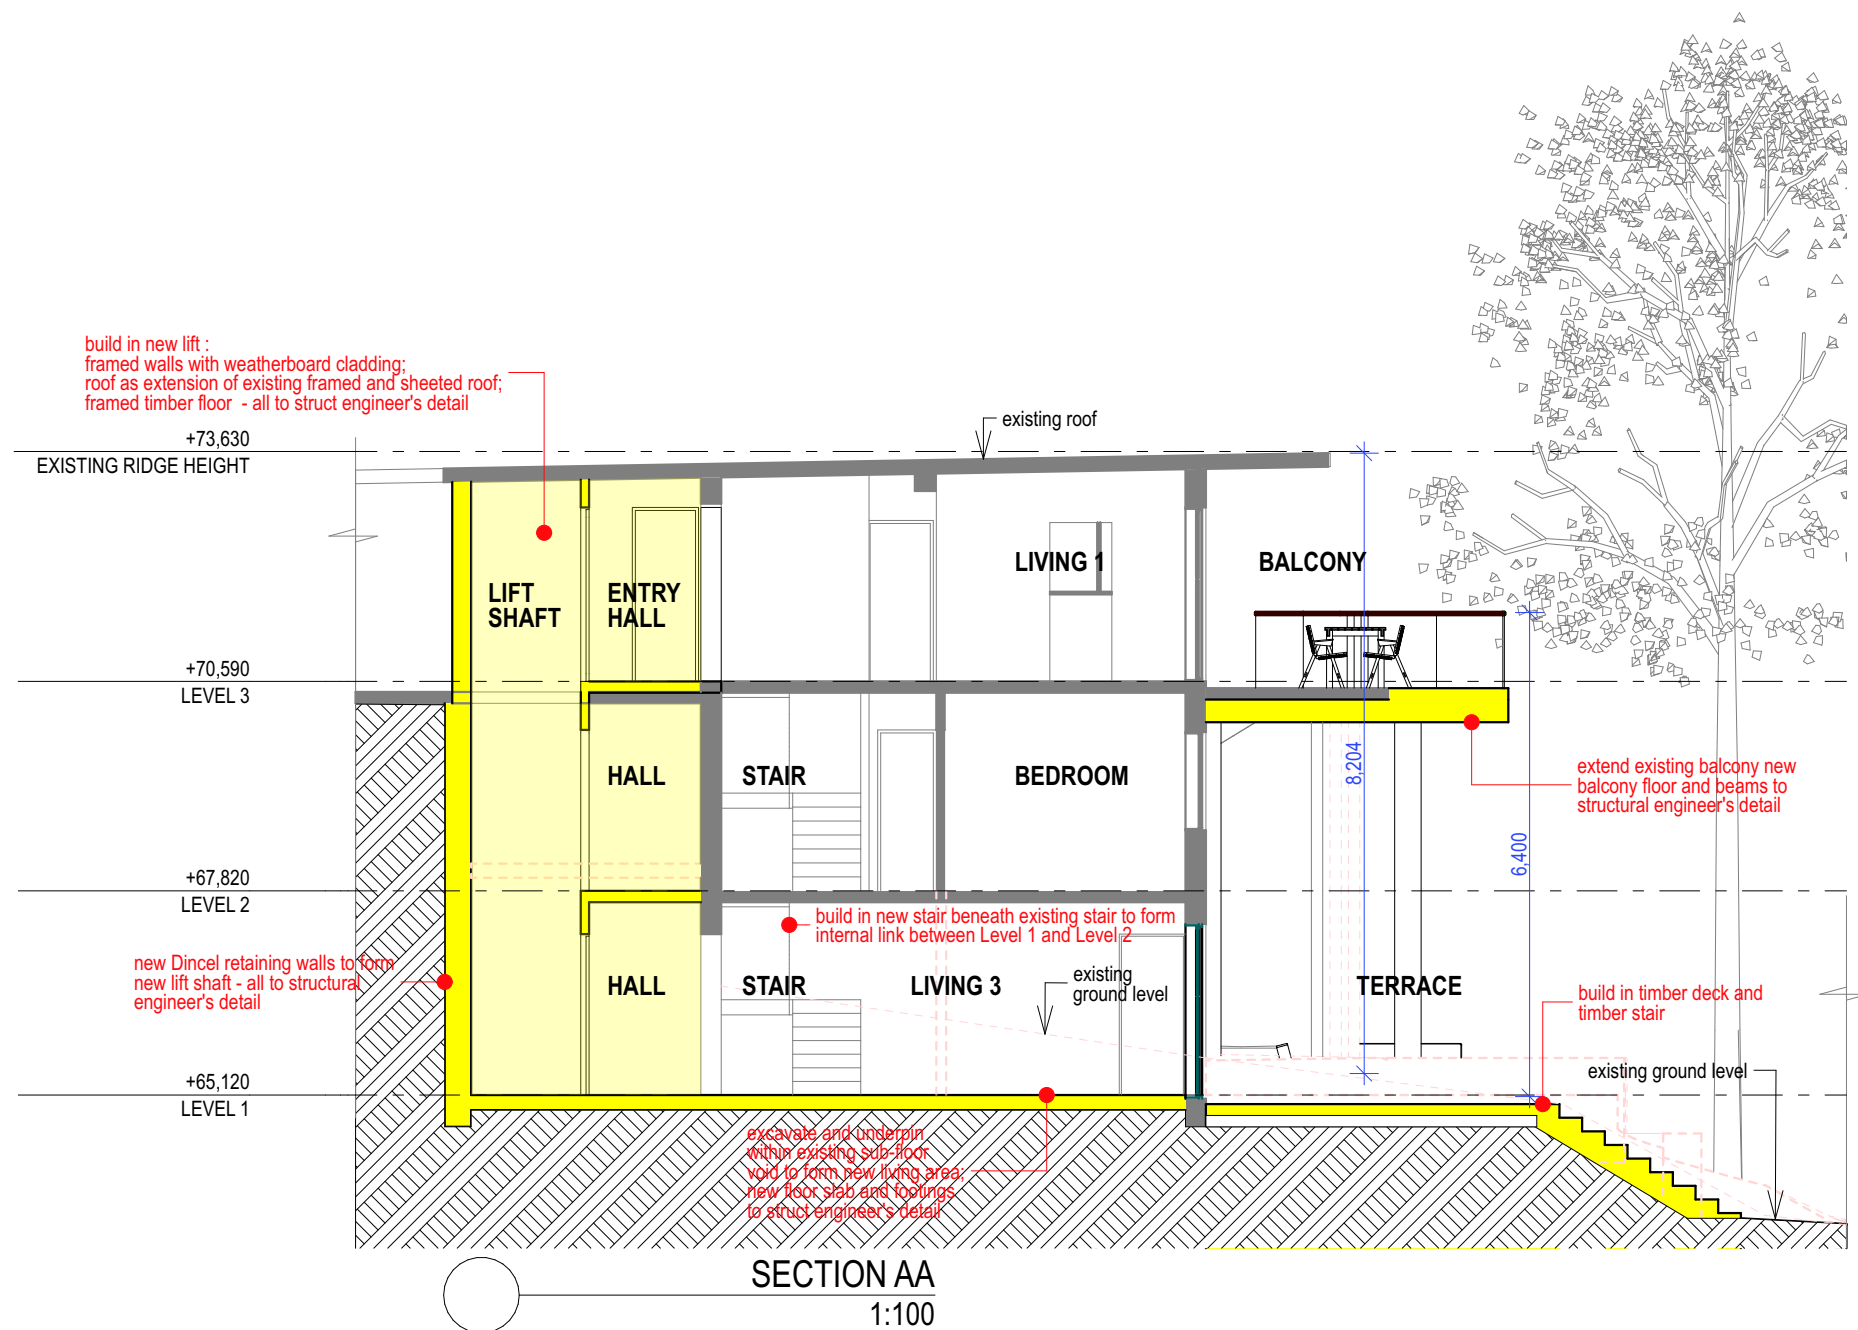 build in new lift :
framed walls with weatherboard cladding;
roof as extension of existing framed and sheeted roof;
framed timber floor  - all to struct engineer's detail
existing roof
+73,630
EXISTING RIDGE HEIGHT
LIVING 1
BALCONY
LIFT
SHAFT
ENTRY
HALL
+70,590
LEVEL 3
8,204
HALL
STAIR
BEDROOM
extend existing balcony new
balcony floor and beams to
structural engineer's detail
6,400
+67,820
LEVEL 2
build in new stair beneath existing stair to form
internal link between Level 1 and Level 2
new Dincel retaining walls to form
new lift shaft - all to structural
engineer's detail
HALL
STAIR
LIVING 3
existing
ground level
TERRACE
build in timber deck and
timber stair
+65,120
LEVEL 1
existing ground level
excavate and underpin
within existing sub-floor
void to form new living area;
new floor slab and footings
to struct engineer's detail
SECTION AA
1:100